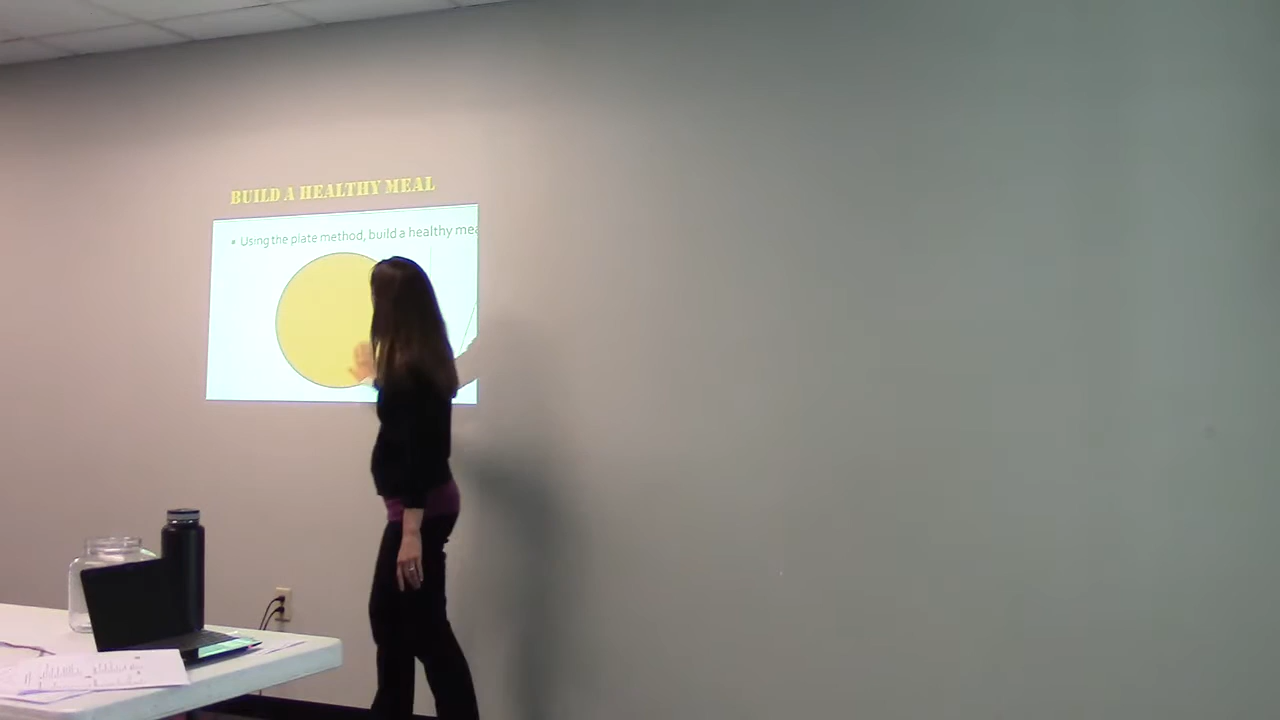 BUILD A HEALTHY MEAL
• Using the plate method, build a healthy mea